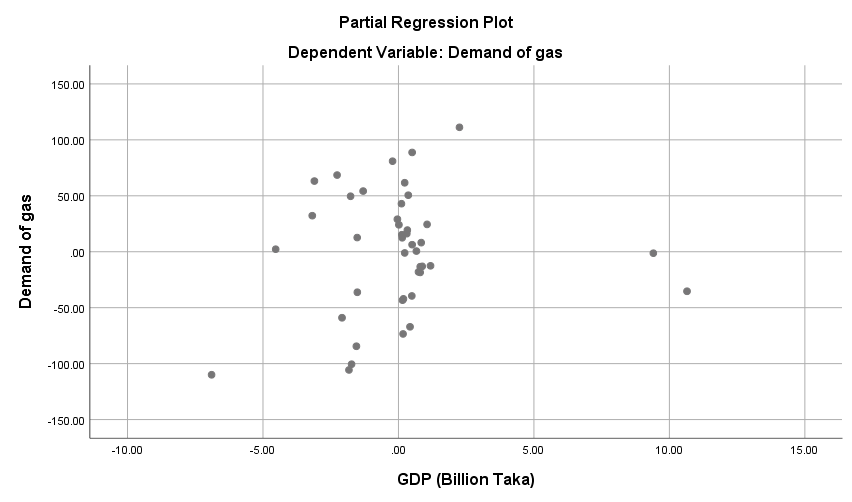 Partial Regression Plot
Dependent Variable: Demand of gas
150.00
100.00
50.00
.00
-50.00
-100.00
-150.00
Demand of gas
-10.00 -5.00 .00 5.00 10.00 15.00
GDP (Billion Taka)